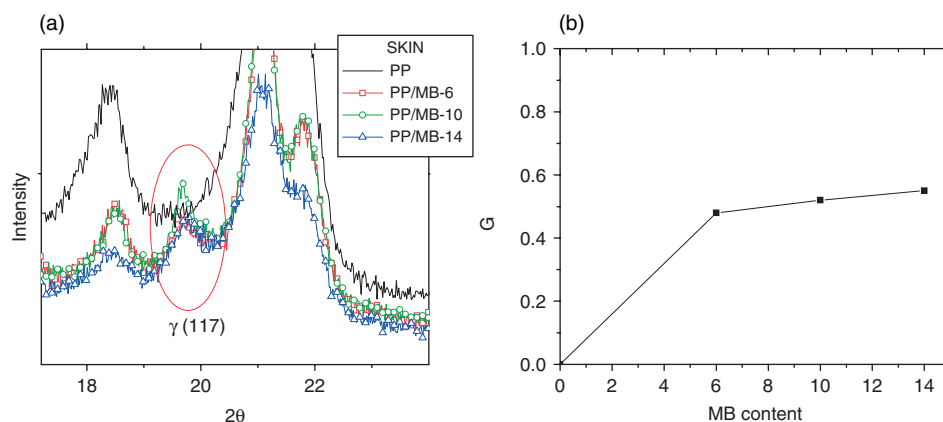 (a)
SKIN
PP
PP/MB-6
PP/MB-10
PP/MB-14
Intensity
γ (117)
18 20 22
2θ
(b)
1.0
0.8
0.6
0.4
0.2
0.0
G
0 2 4 6 8 10 12 14
MB content